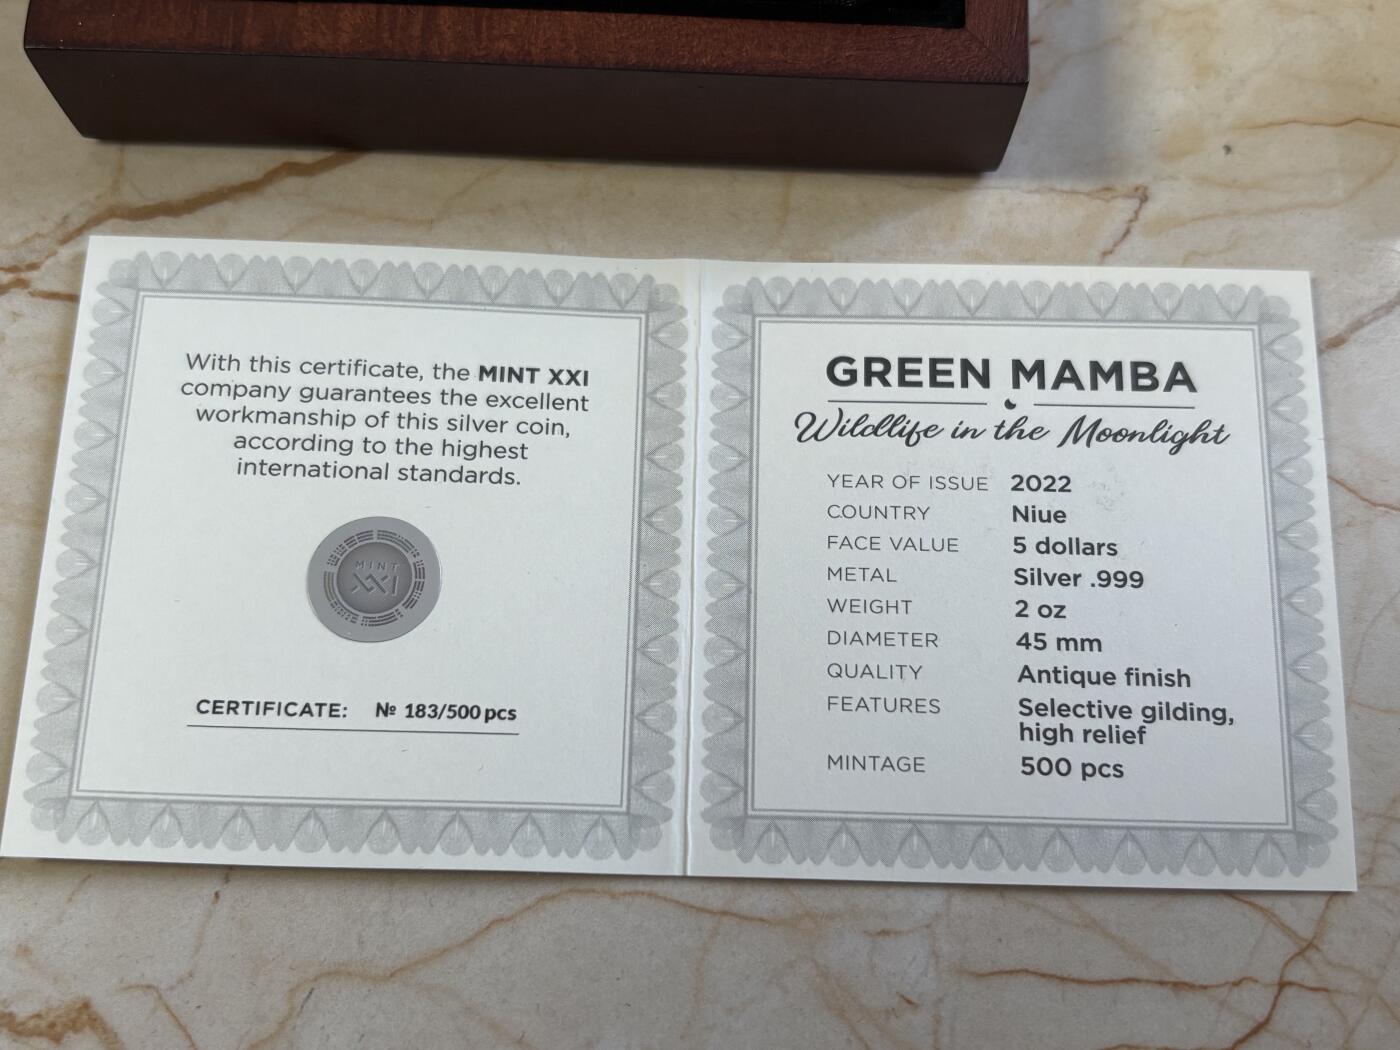 With this certificate, the MINT XXI
company guarantees the excellent
workmanship of this silver coin,
according to the highest
international standards.
MINT
XXI
CERTIFICATE: № 183/500 pcs
GREEN MAMBA
Wildlife in the Moonlight
YEAR OF ISSUE 2022
COUNTRY Niue
FACE VALUE 5 dollars
METAL Silver .999
WEIGHT 2 oz
DIAMETER 45 mm
QUALITY Antique finish
FEATURES Selective gilding,
high relief
MINTAGE 500 pcs